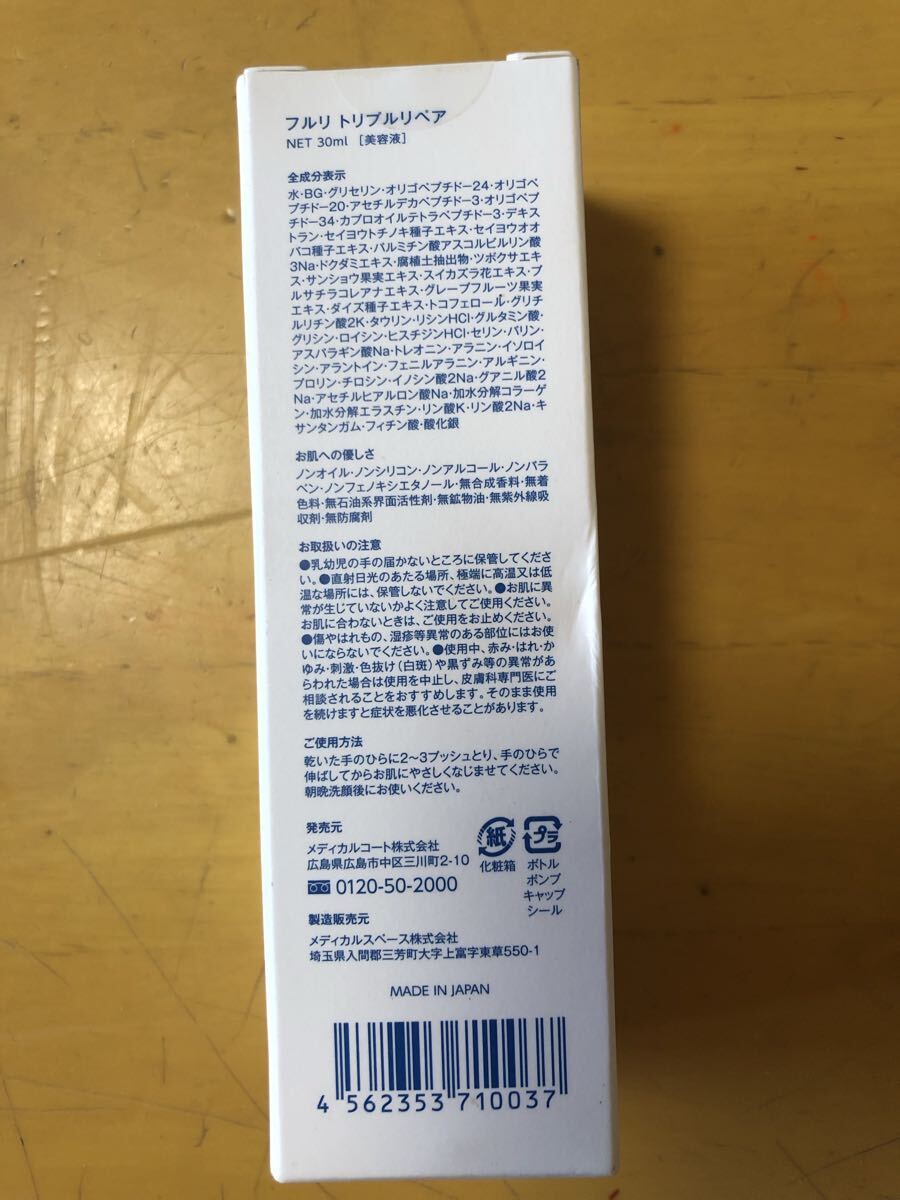 フルリ トリプルリペア
NET 30ml [美容液]
全成分表示
水・BG・グリセリン・オリゴペプチド－24・オリゴペ
プチド－20・アセチルデカペプチド－3・オリゴペプ
チド－34・カプロオイルテトラペプチド－3・デキス
トラン・セイヨウトチノキ種子エキス・セイヨウオオ
バコ種子エキス・パルミチン酸アスコルビルリン酸
3Na・ドクダミエキス・腐植土抽出物・ツボクサエキ
ス・サンショウ果実エキス・スイカズラ花エキス・プ
ルサチラコレアナエキス・グレープフルーツ果実
エキス・ダイズ種子エキス・トコフェロール・グリチ
ルリチン酸2K・タウリン・リシンHCl・グルタミン酸・
グリシン・ロイシン・ヒスチジンHCl・セリン・バリン・
アスパラギン酸Na・トレオニン・アラニン・イソロイ
シン・アラントイン・フェニルアラニン・アルギニン・
プロリン・チロシン・イノシン酸2Na・グアニル酸2
Na・アセチルヒアルロン酸Na・加水分解コラーゲ
ン・加水分解エラスチン・リン酸K・リン酸2Na・キ
サンタンガム・フィチン酸・酸化銀
お肌への優しさ
ノンオイル・ノンシリコン・ノンアルコール・ノンパラ
ベン・ノンフェノキシエタノール・無合成香料・無着
色料・無石油系界面活性剤・無鉱物油・無紫外線吸
収剤・無防腐剤
お取扱いの注意
●乳幼児の手の届かないところに保管してくださ
い。●直射日光のあたる場所、極端に高温又は低
温な場所には、保管しないでください。●お肌に異
常が生じていないかよく注意してご使用ください。
お肌に合わないときは、ご使用をお止めください。
●傷やはれもの、湿疹等異常のある部位にはお使
いにならないでください。●使用中、赤み・はれ・か
ゆみ・刺激・色抜け(白斑)や黒ずみ等の異常があ
らわれた場合は使用を中止し、皮膚科専門医にご
相談されることをおすすめします。そのまま使用
を続けますと症状を悪化させることがあります。
ご使用方法
乾いた手のひらに2〜3プッシュとり、手のひらで
伸ばしてからお肌にやさしくなじませてください。
朝晩洗顔後にお使いください。
発売元
メディカルコート株式会社
広島県広島市中区三川町2-10
0120-50-2000
紙
化粧箱
プラ
ボトル
ポンプ
キャップ
シール
製造販売元
メディカルスペース株式会社
埼玉県入間郡三芳町大字上富字東草550-1
MADE IN JAPAN
4 562353 710037